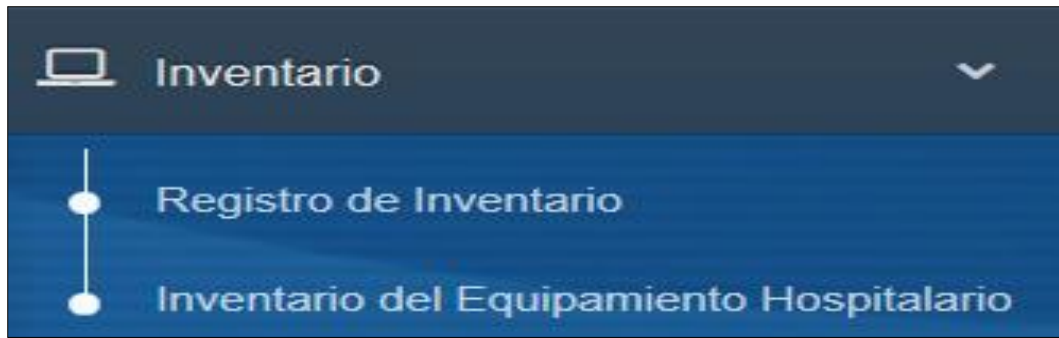 Inventario
Registro de Inventario
Inventario del Equipamiento Hospitalario